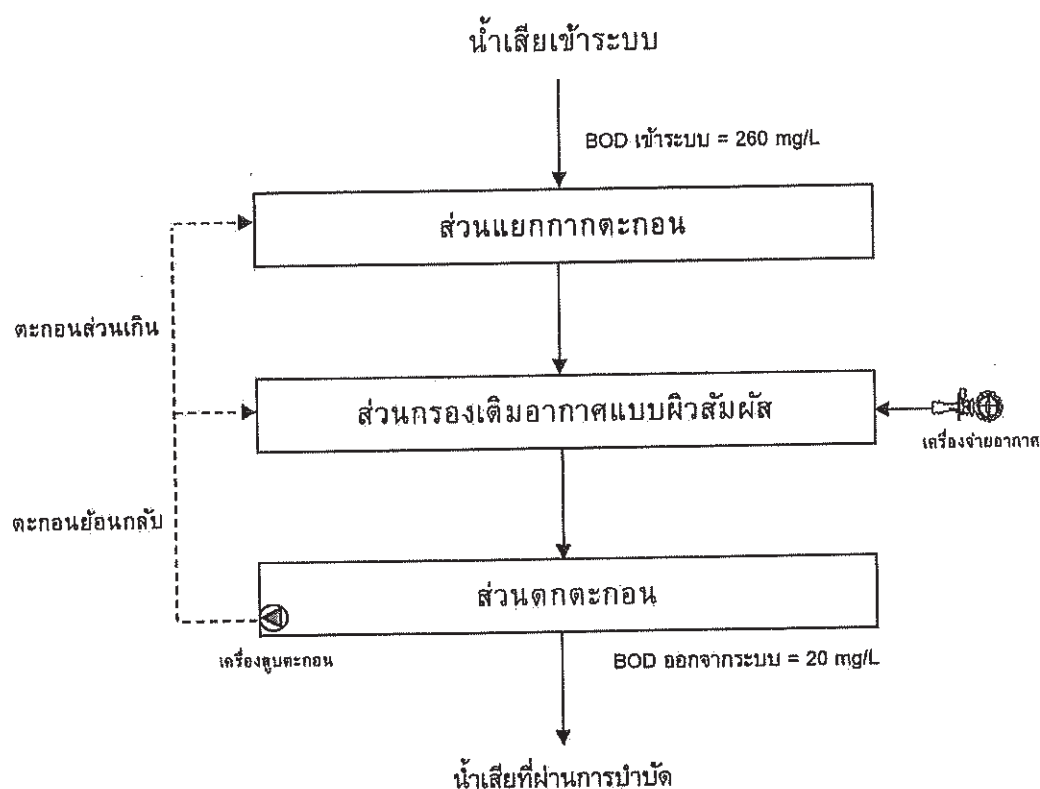 น้ำเสียเข้าระบบ
BOD เข้าระบบ = 260 mg/L
ส่วนแยกกากตะกอน
ตะกอนส่วนเกิน
ส่วนกรองเติมอากาศแบบผิวสัมผัส
เครื่องจ่ายอากาศ
ตะกอนย้อนกลับ
ส่วนตกตะกอน
เครื่องสูบตะกอน
BOD ออกจากระบบ = 20 mg/L
น้ำเสียที่ผ่านการบำบัด